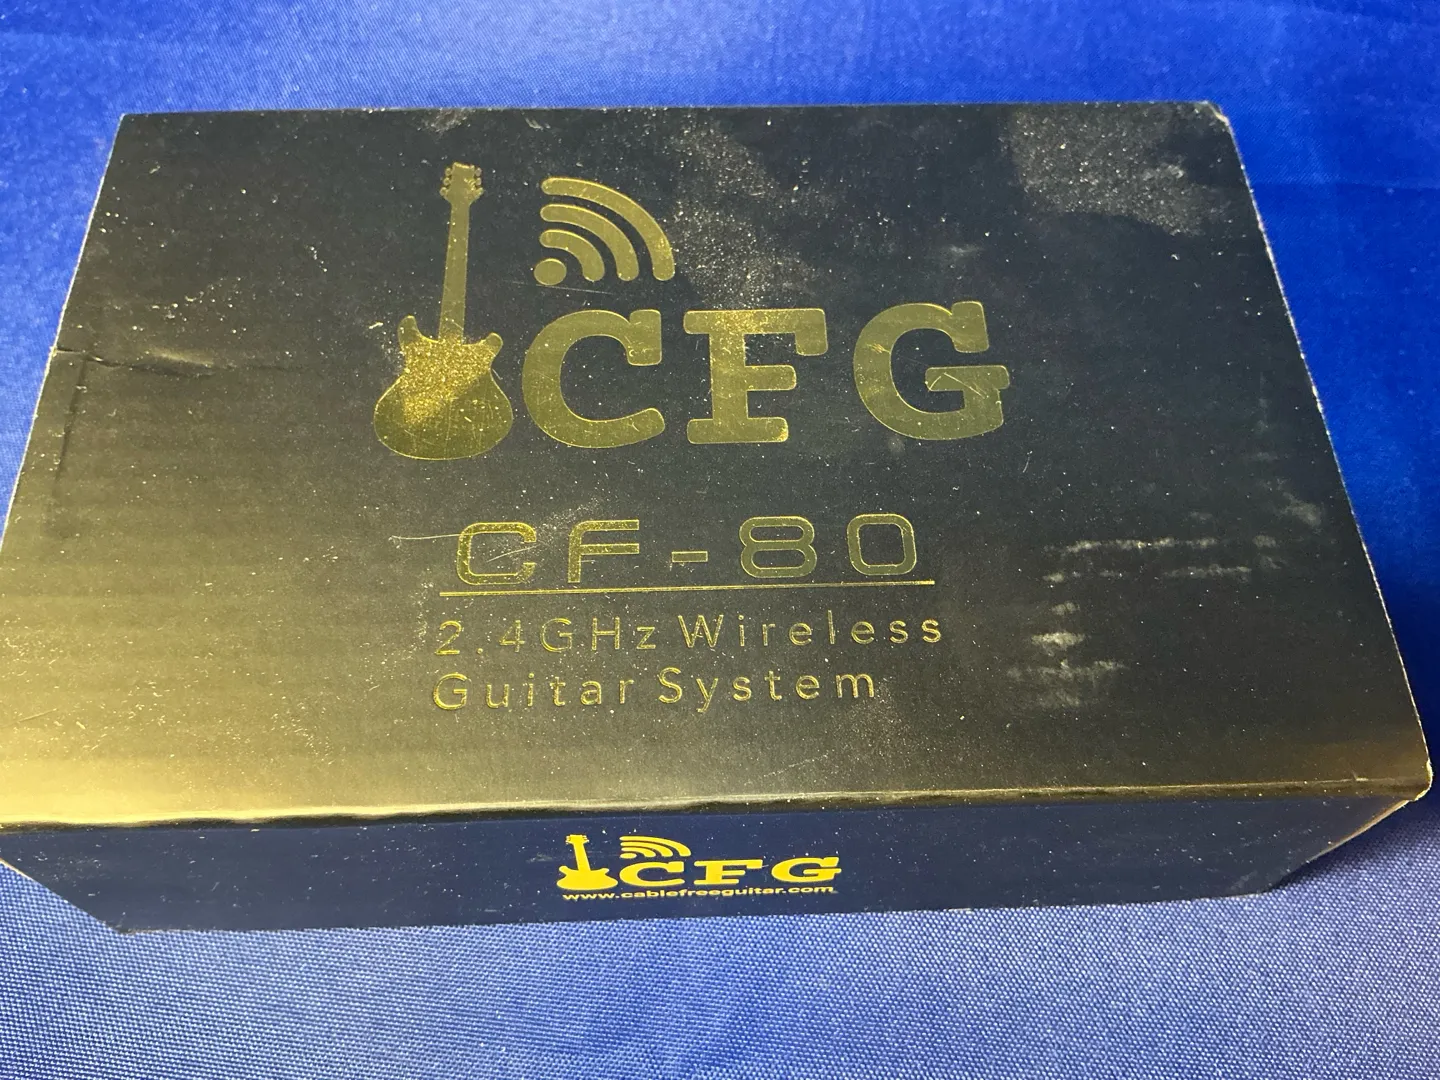 CFG
CF-80
2.4GHz Wireless
Guitar System
CFG
www.cablefreeguitar.com